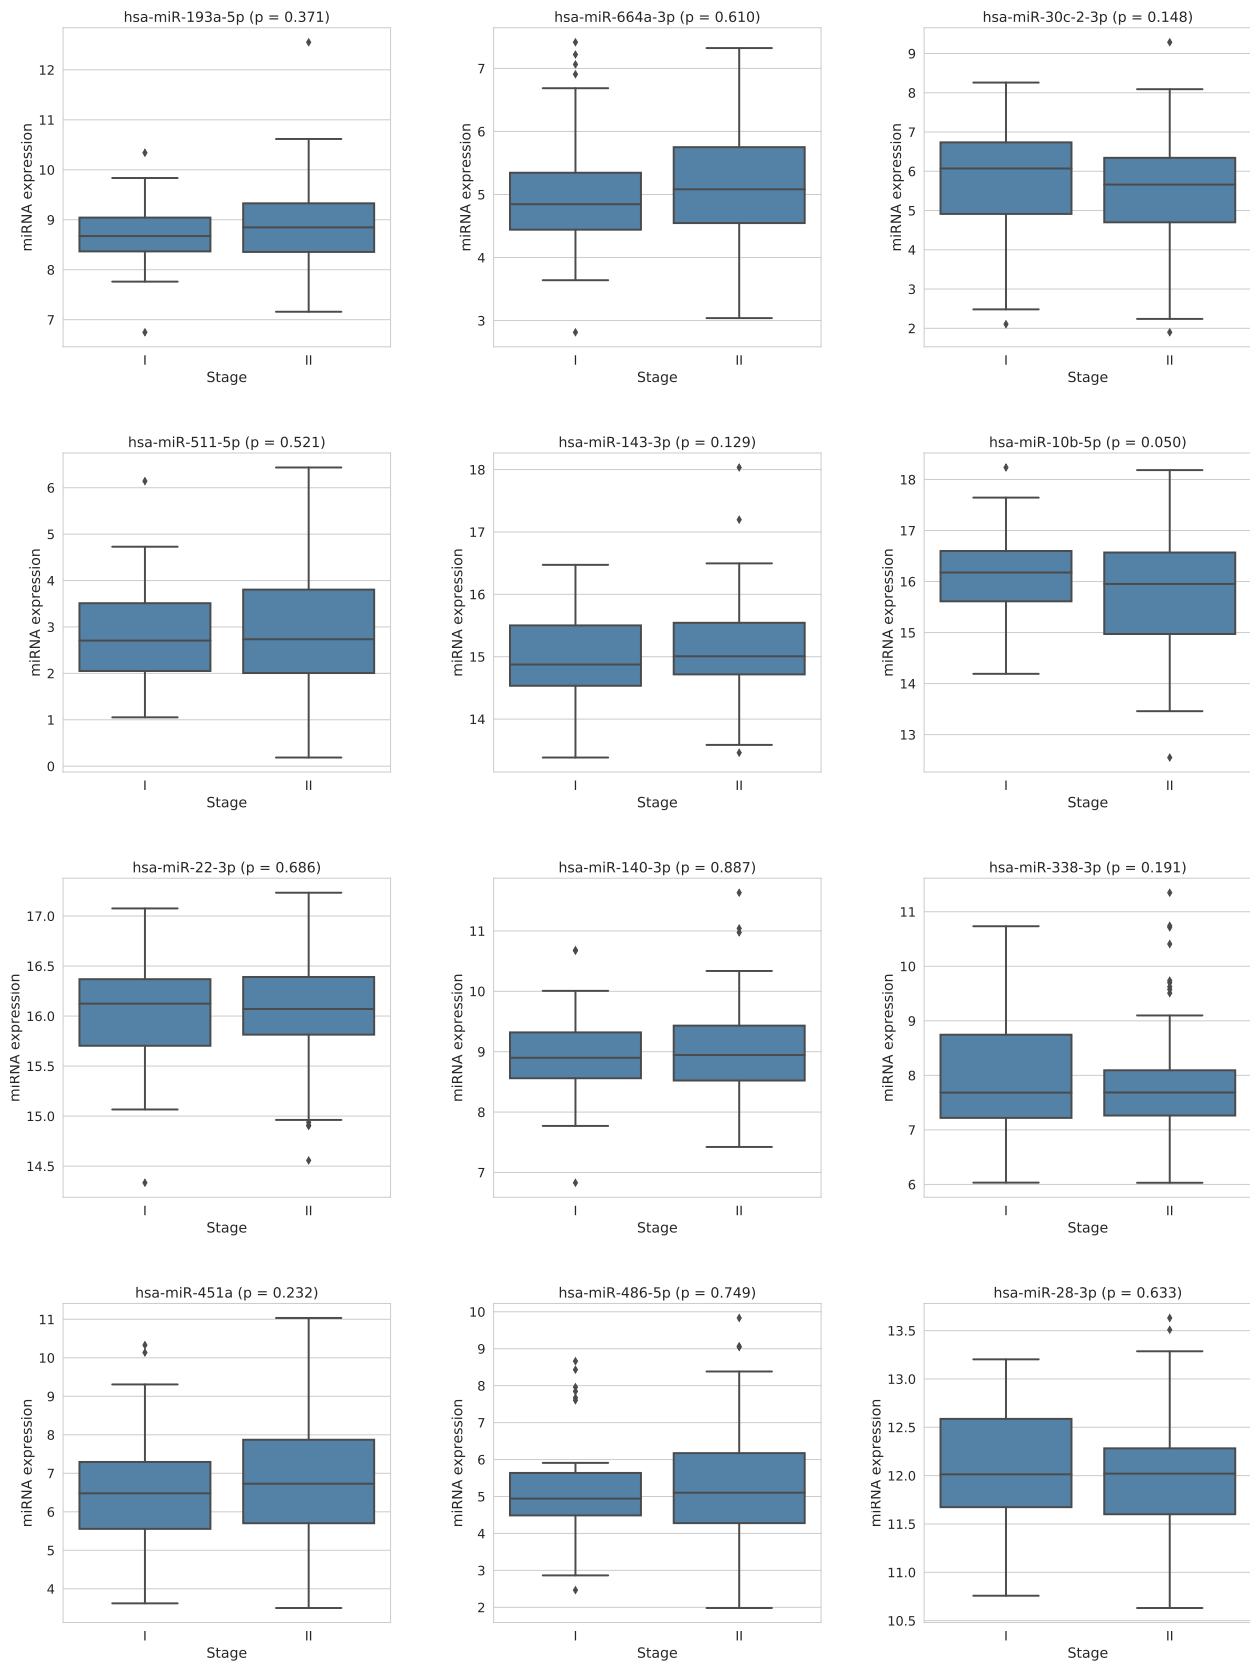 hsa-miR-193a-5p (p = 0.371)
miRNA expression
12
11
10
9
8
7
I
II
Stage
hsa-miR-664a-3p (p = 0.610)
miRNA expression
7
6
5
4
3
I
II
Stage
hsa-miR-30c-2-3p (p = 0.148)
miRNA expression
9
8
7
6
5
4
3
2
I
II
Stage
hsa-miR-511-5p (p = 0.521)
miRNA expression
6
5
4
3
2
1
0
I
II
Stage
hsa-miR-143-3p (p = 0.129)
miRNA expression
18
17
16
15
14
I
II
Stage
hsa-miR-10b-5p (p = 0.050)
miRNA expression
18
17
16
15
14
13
I
II
Stage
hsa-miR-22-3p (p = 0.686)
miRNA expression
17.0
16.5
16.0
15.5
15.0
14.5
I
II
Stage
hsa-miR-140-3p (p = 0.887)
miRNA expression
11
10
9
8
7
I
II
Stage
hsa-miR-338-3p (p = 0.191)
miRNA expression
11
10
9
8
7
6
I
II
Stage
hsa-miR-451a (p = 0.232)
miRNA expression
11
10
9
8
7
6
5
4
I
II
Stage
hsa-miR-486-5p (p = 0.749)
miRNA expression
10
9
8
7
6
5
4
3
2
I
II
Stage
hsa-miR-28-3p (p = 0.633)
miRNA expression
13.5
13.0
12.5
12.0
11.5
11.0
10.5
I
II
Stage